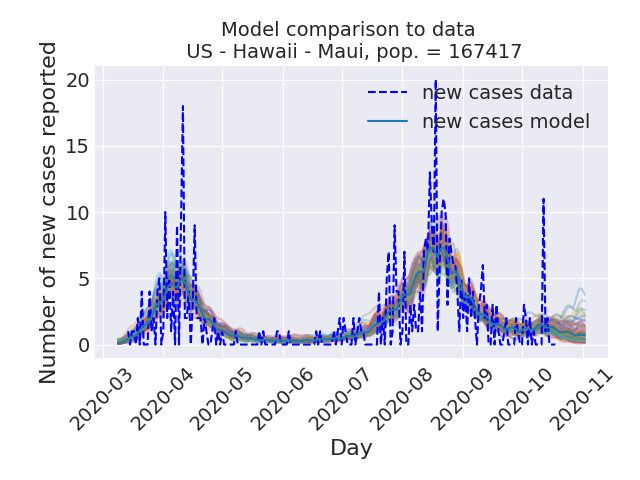 Model comparison to data
US - Hawaii - Maui, pop. = 167417
Number of new cases reported
20
15
10
5
0
new cases data
new cases model
2020-03
2020-04
2020-05
2020-06
2020-07
2020-08
2020-09
2020-10
2020-11
Day